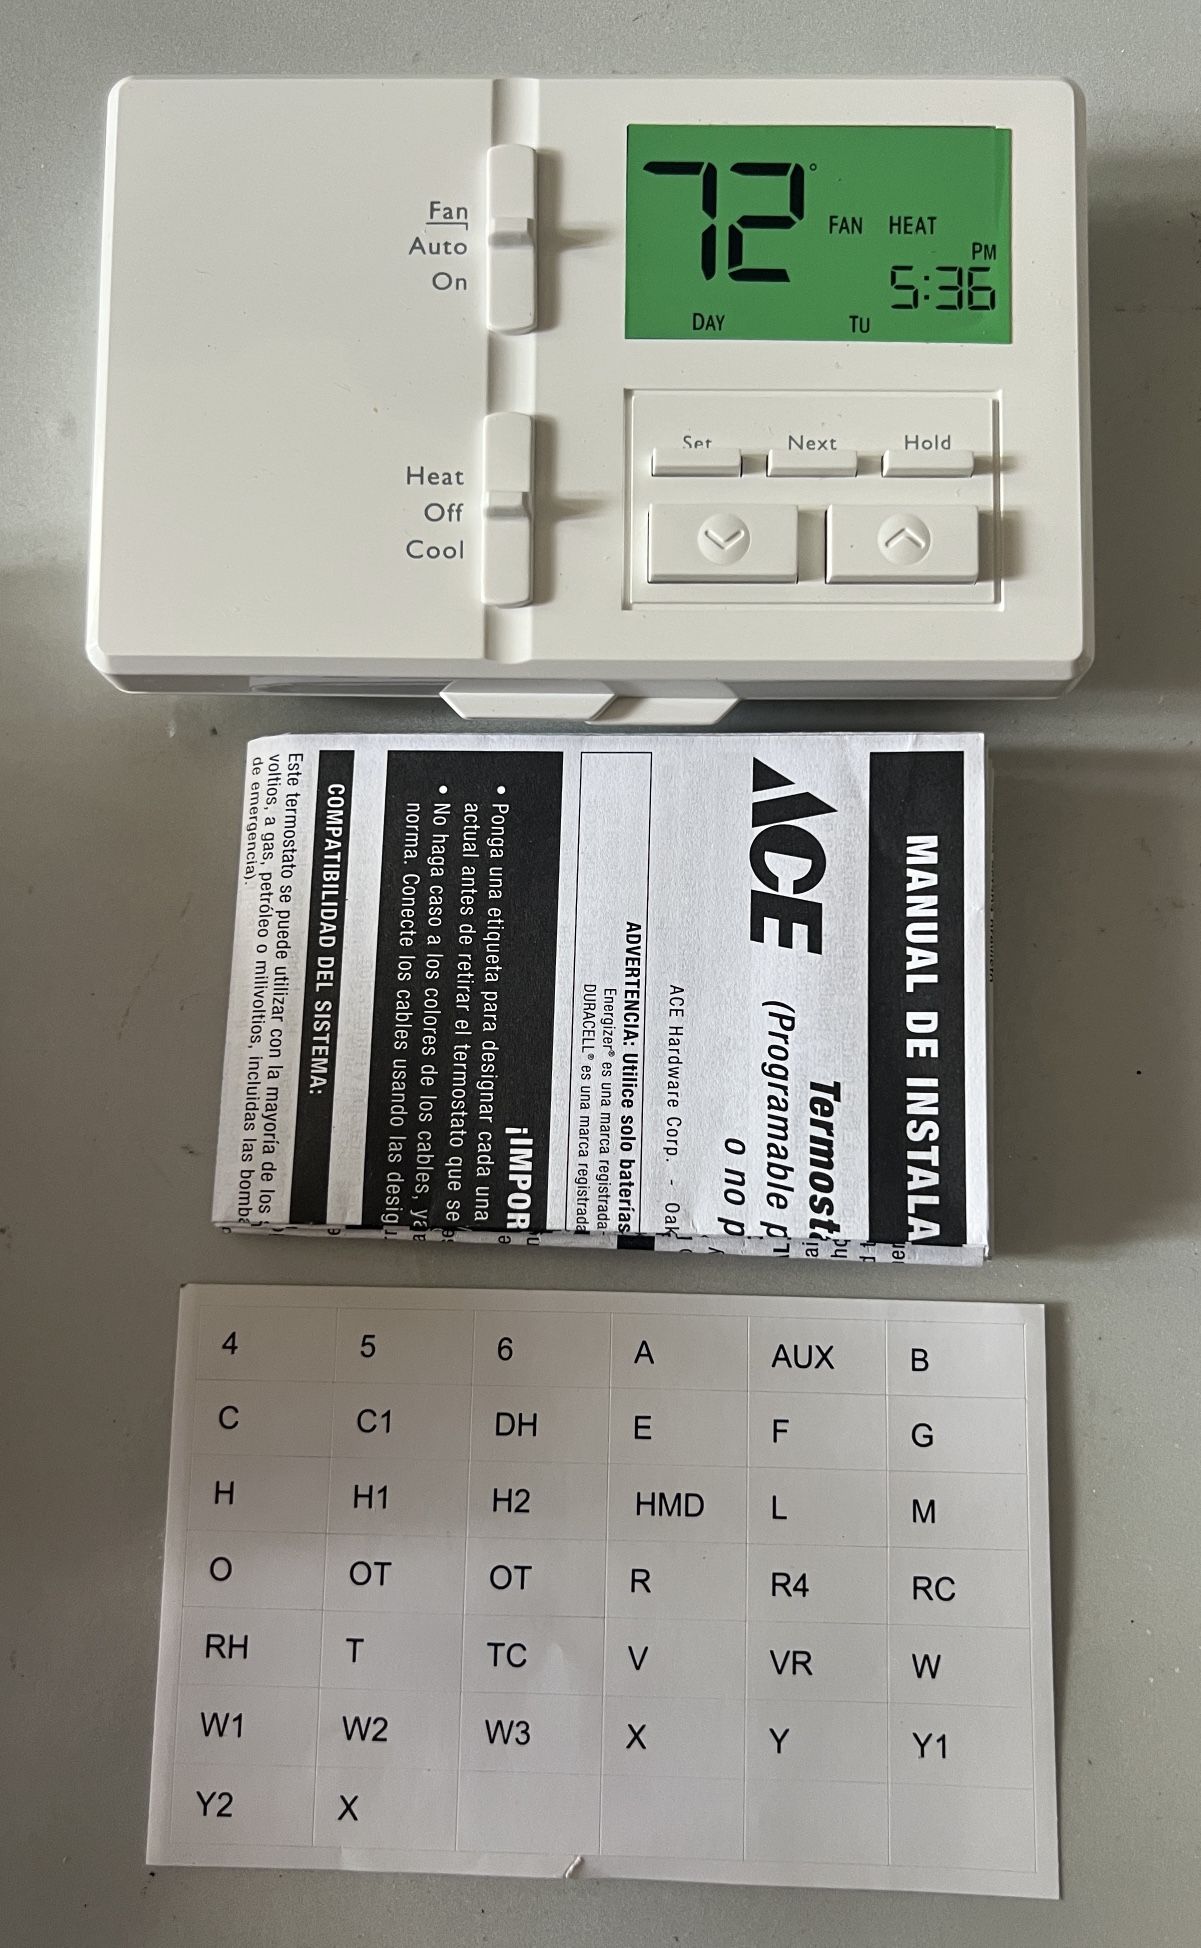 Fan
Auto
On
Heat
Off
Cool
72°
FAN HEAT
PM
5:36
DAY TU
Set Next Hold
MANUAL DE INSTALA
ACE
Termosta
(Programable p
o no p
ACE Hardware Corp. - Oak
ADVERTENCIA: Utilice solo baterías
Energizer® es una marca registrada
DURACELL® es una marca registrada
¡IMPOR
• Ponga una etiqueta para designar cada una
actual antes de retirar el termostato que se
• No haga caso a los colores de los cables, ya
norma. Conecte los cables usando las desig
COMPATIBILIDAD DEL SISTEMA:
Este termostato se puede utilizar con la mayoría de los
voltios, a gas, petróleo o milivoltios, incluidas las bomba
de emergencia).
4 5 6 A AUX B
C C1 DH E F G
H H1 H2 HMD L M
O OT OT R R4 RC
RH T TC V VR W
W1 W2 W3 X Y Y1
Y2 X